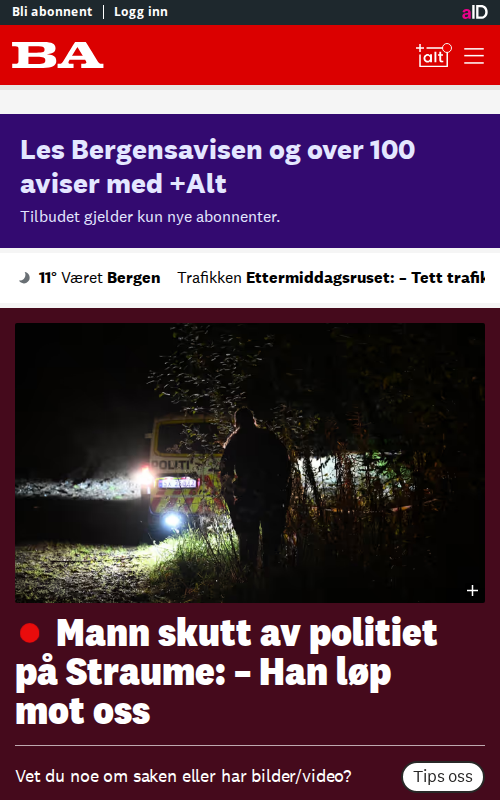 Bli abonnent | Logg inn
aID
BA
+alt
Les Bergensavisen og over 100
aviser med +Alt
Tilbudet gjelder kun nye abonnenter.
11° Været Bergen Trafikken Ettermiddagsruset: – Tett trafik
POLITI
Mann skutt av politiet
på Straume: – Han løp
mot oss
Vet du noe om saken eller har bilder/video?
Tips oss